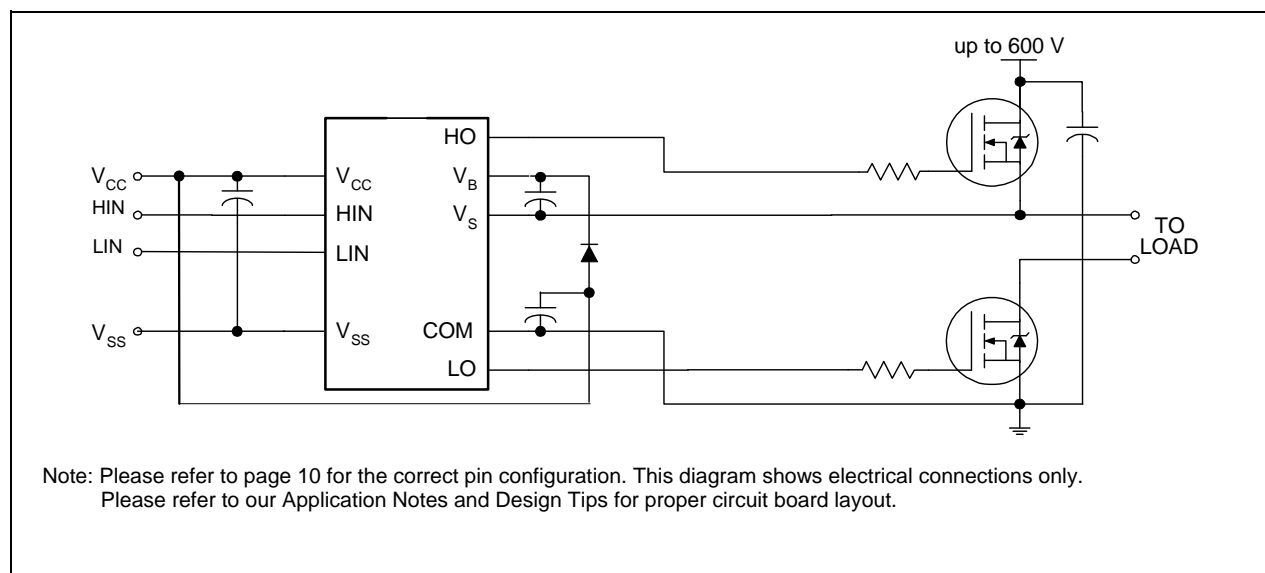 up to 600 V
HO
VCC
VCC
VB
HIN
HIN
VS
TO
LOAD
LIN
LIN
VSS
VSS
COM
LO
Note: Please refer to page 10 for the correct pin configuration. This diagram shows electrical connections only.
Please refer to our Application Notes and Design Tips for proper circuit board layout.